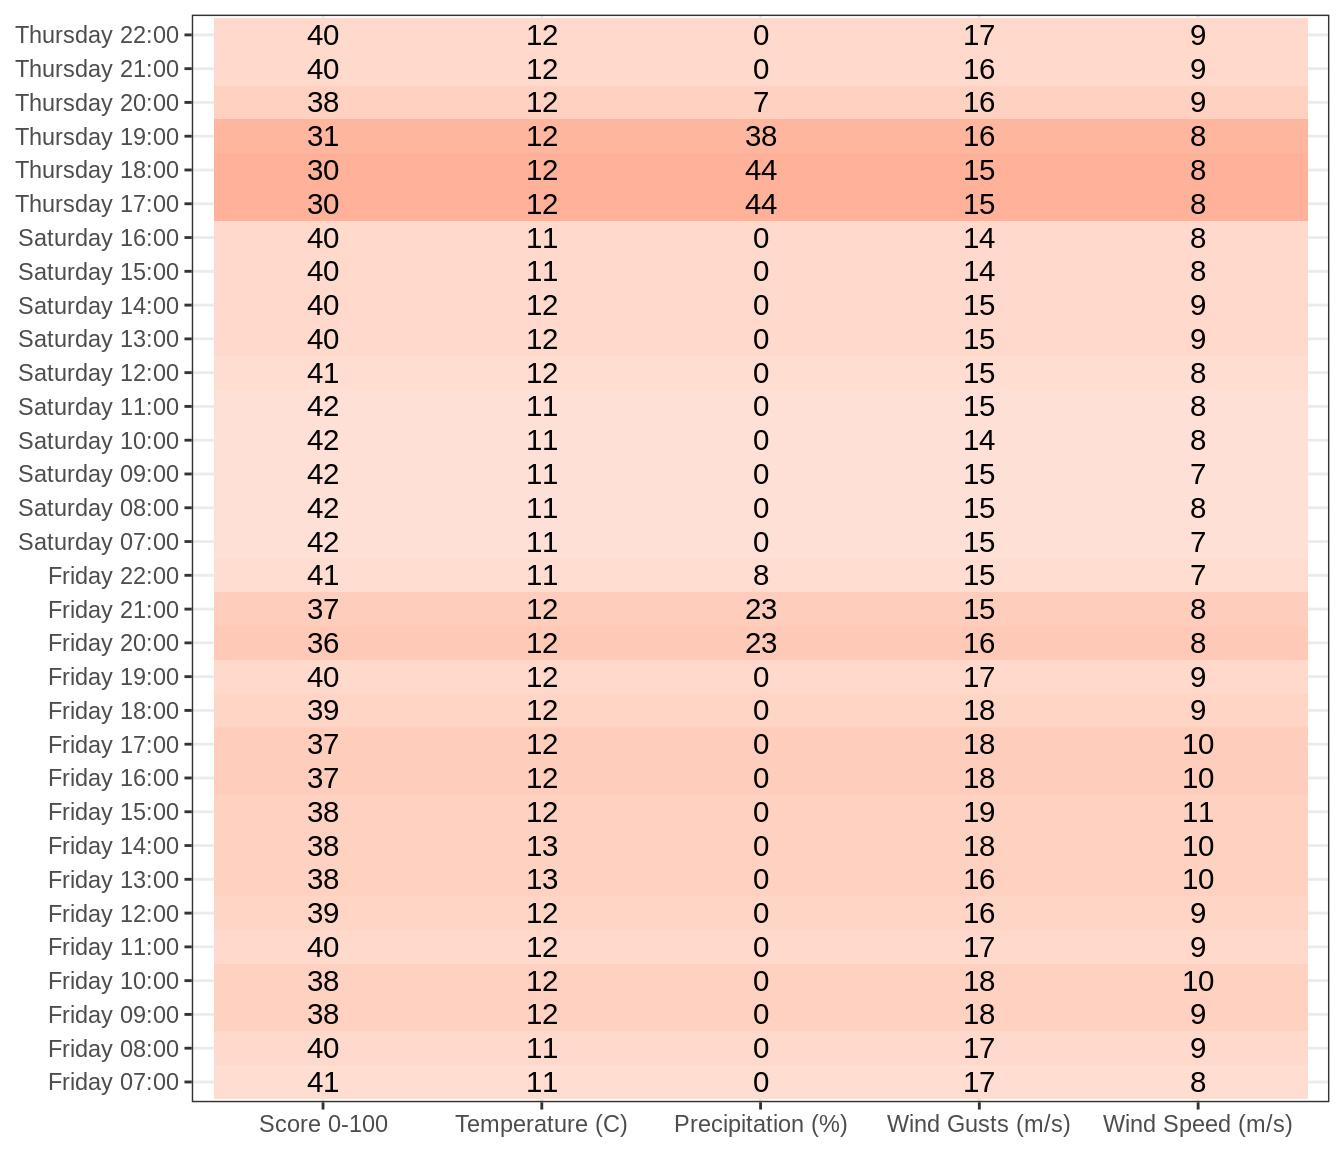 Thursday 22:00 40 12 0 17 9
Thursday 21:00 40 12 0 16 9
Thursday 20:00 38 12 7 16 9
Thursday 19:00 31 12 38 16 8
Thursday 18:00 30 12 44 15 8
Thursday 17:00 30 12 44 15 8
Saturday 16:00 40 11 0 14 8
Saturday 15:00 40 11 0 14 8
Saturday 14:00 40 12 0 15 9
Saturday 13:00 40 12 0 15 9
Saturday 12:00 41 12 0 15 8
Saturday 11:00 42 11 0 15 8
Saturday 10:00 42 11 0 14 8
Saturday 09:00 42 11 0 15 7
Saturday 08:00 42 11 0 15 8
Saturday 07:00 42 11 0 15 7
Friday 22:00 41 11 8 15 7
Friday 21:00 37 12 23 15 8
Friday 20:00 36 12 23 16 8
Friday 19:00 40 12 0 17 9
Friday 18:00 39 12 0 18 9
Friday 17:00 37 12 0 18 10
Friday 16:00 37 12 0 18 10
Friday 15:00 38 12 0 19 11
Friday 14:00 38 13 0 18 10
Friday 13:00 38 13 0 16 10
Friday 12:00 39 12 0 16 9
Friday 11:00 40 12 0 17 9
Friday 10:00 38 12 0 18 10
Friday 09:00 38 12 0 18 9
Friday 08:00 40 11 0 17 9
Friday 07:00 41 11 0 17 8
Score 0-100 Temperature (C) Precipitation (%) Wind Gusts (m/s) Wind Speed (m/s)